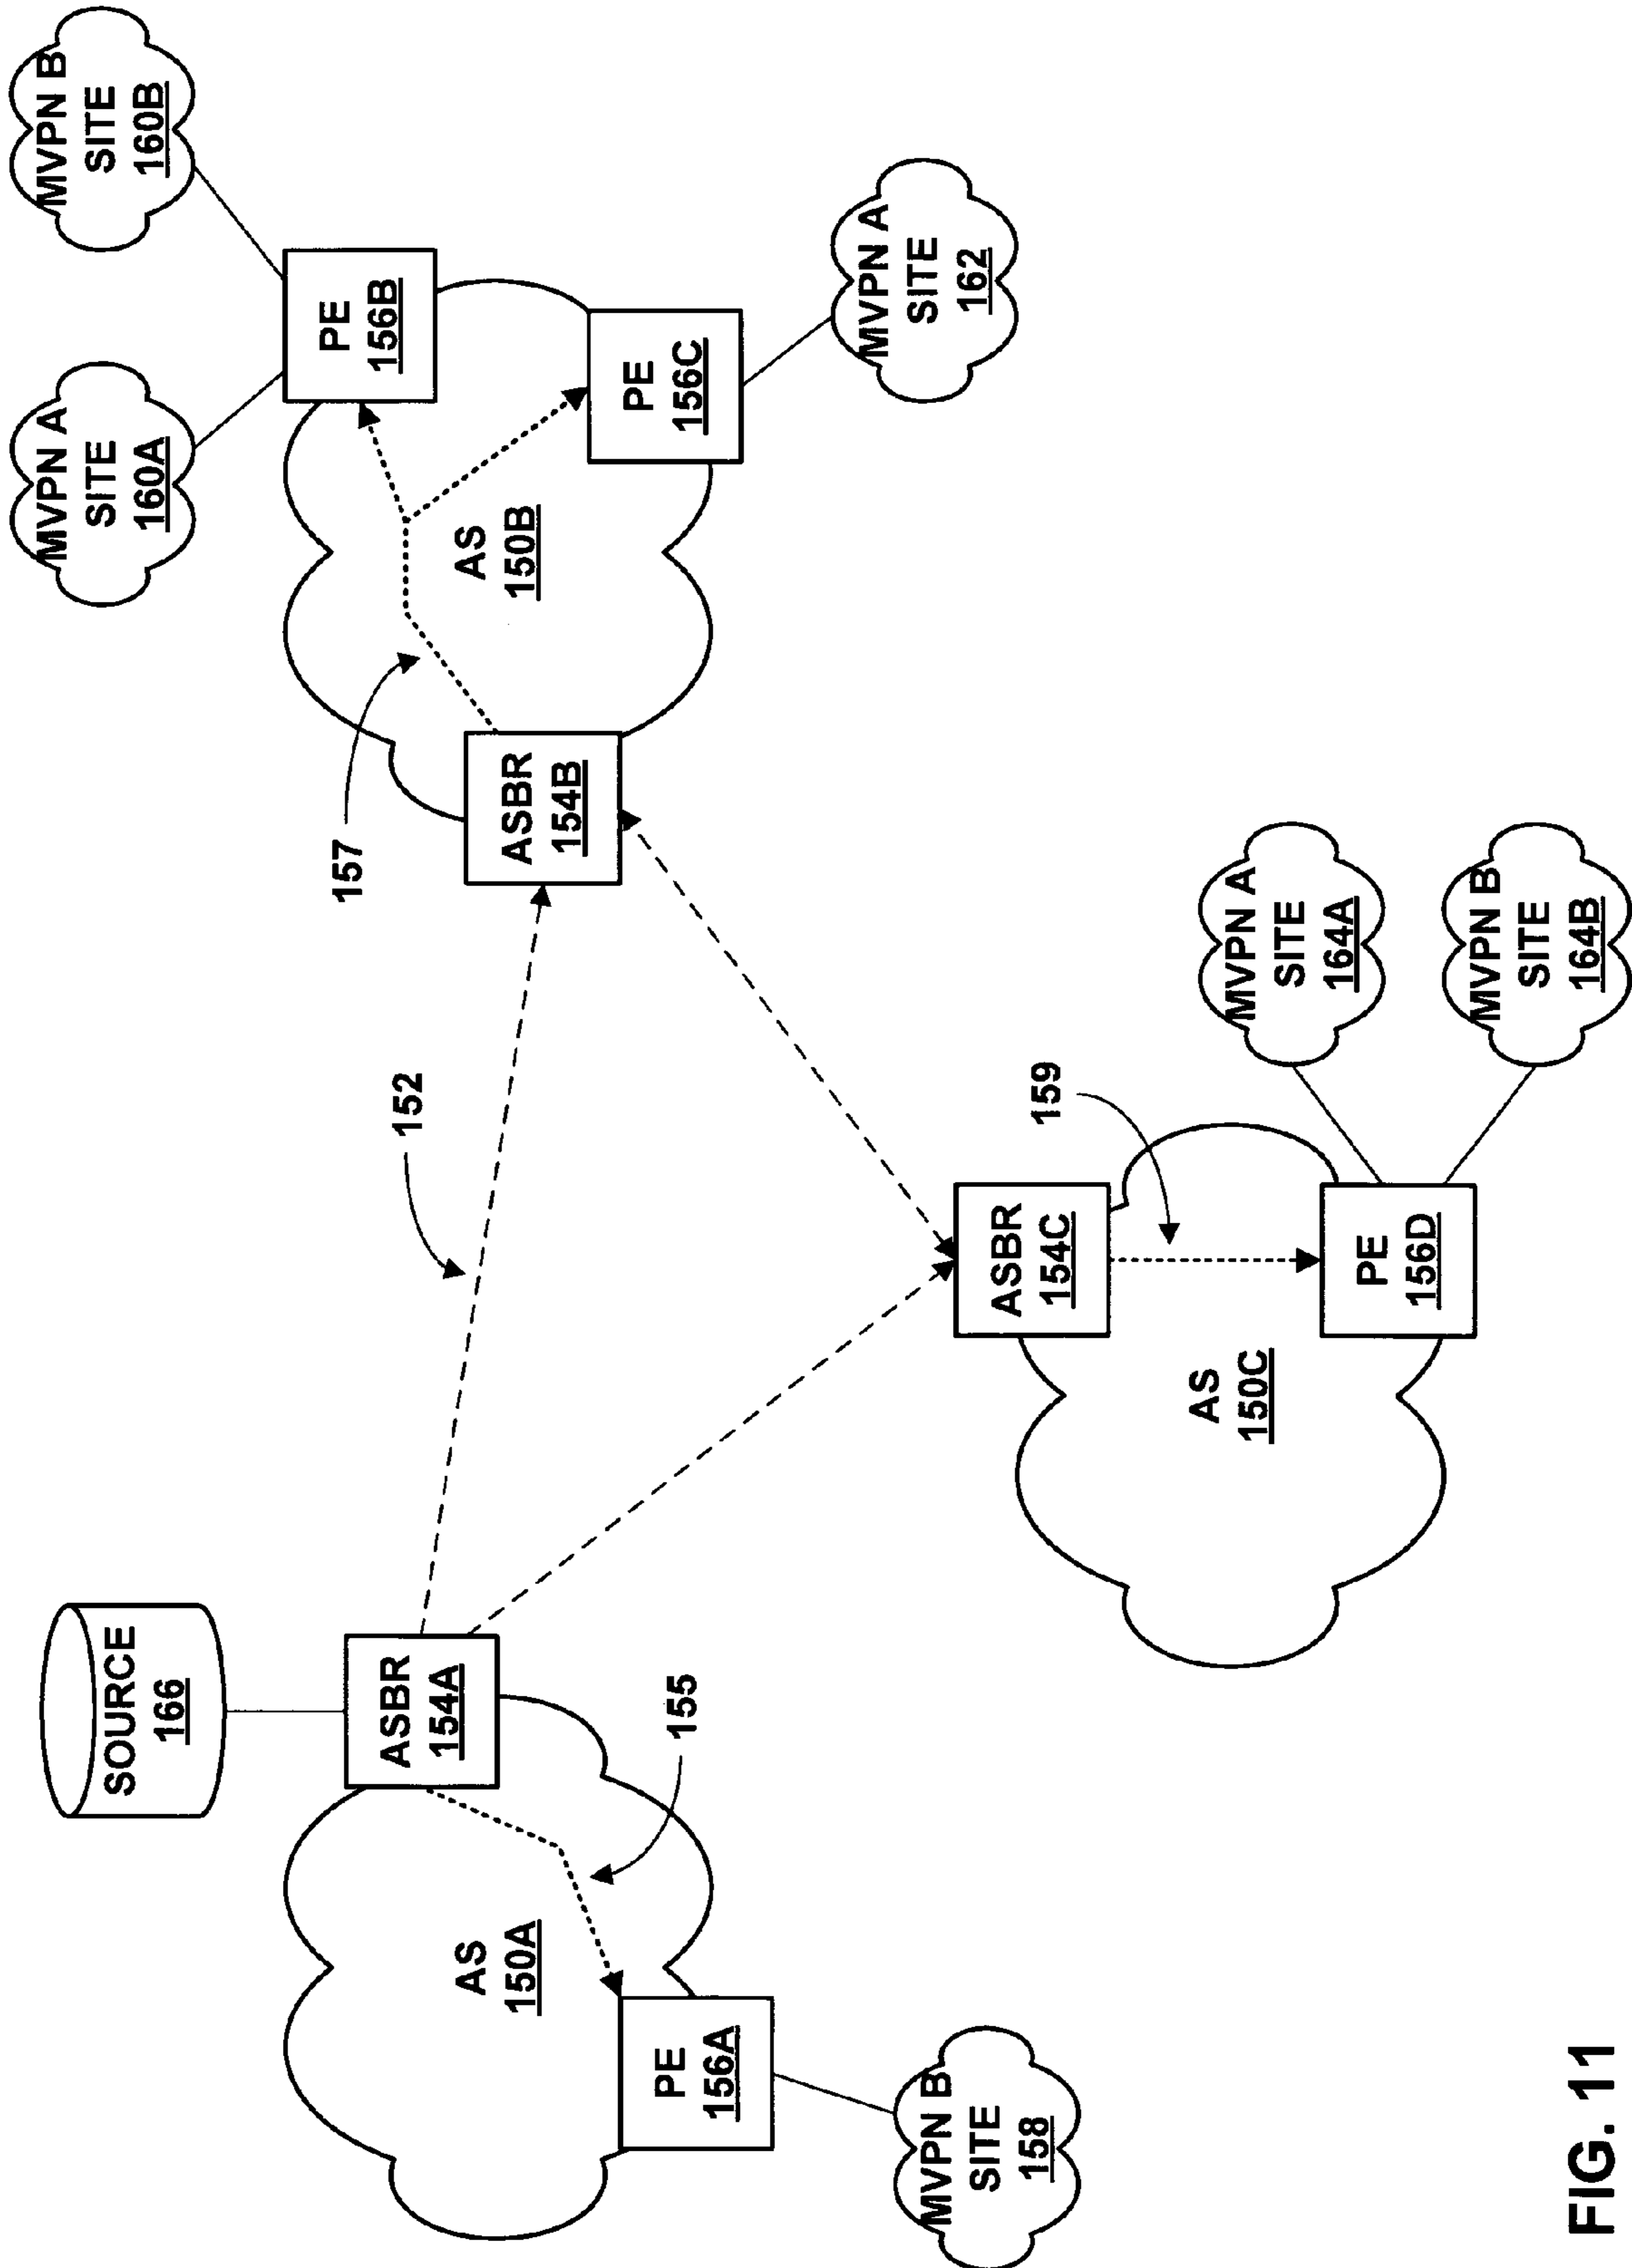 SOURCE
166
ASBR
154A
AS
150A
155
PE
156A
MVPN B
SITE
158
152
157
ASBR
154B
AS
150B
PE
156B
PE
156C
MVPN A
SITE
160A
MVPN B
SITE
160B
MVPN A
SITE
162
ASBR
154C
159
AS
150C
PE
156D
MVPN A
SITE
164A
MVPN B
SITE
164B
FIG. 11